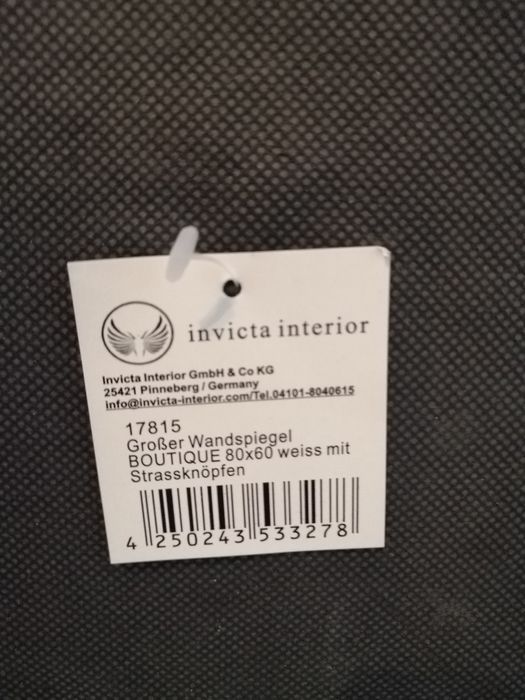 invicta interior
Invicta Interior GmbH & Co KG
25421 Pinneberg / Germany
info@invicta-interior.com/Tel.04101-8040615
17815
Großer Wandspiegel
BOUTIQUE 80x60 weiss mit
Strassknöpfen
4 250243 533278